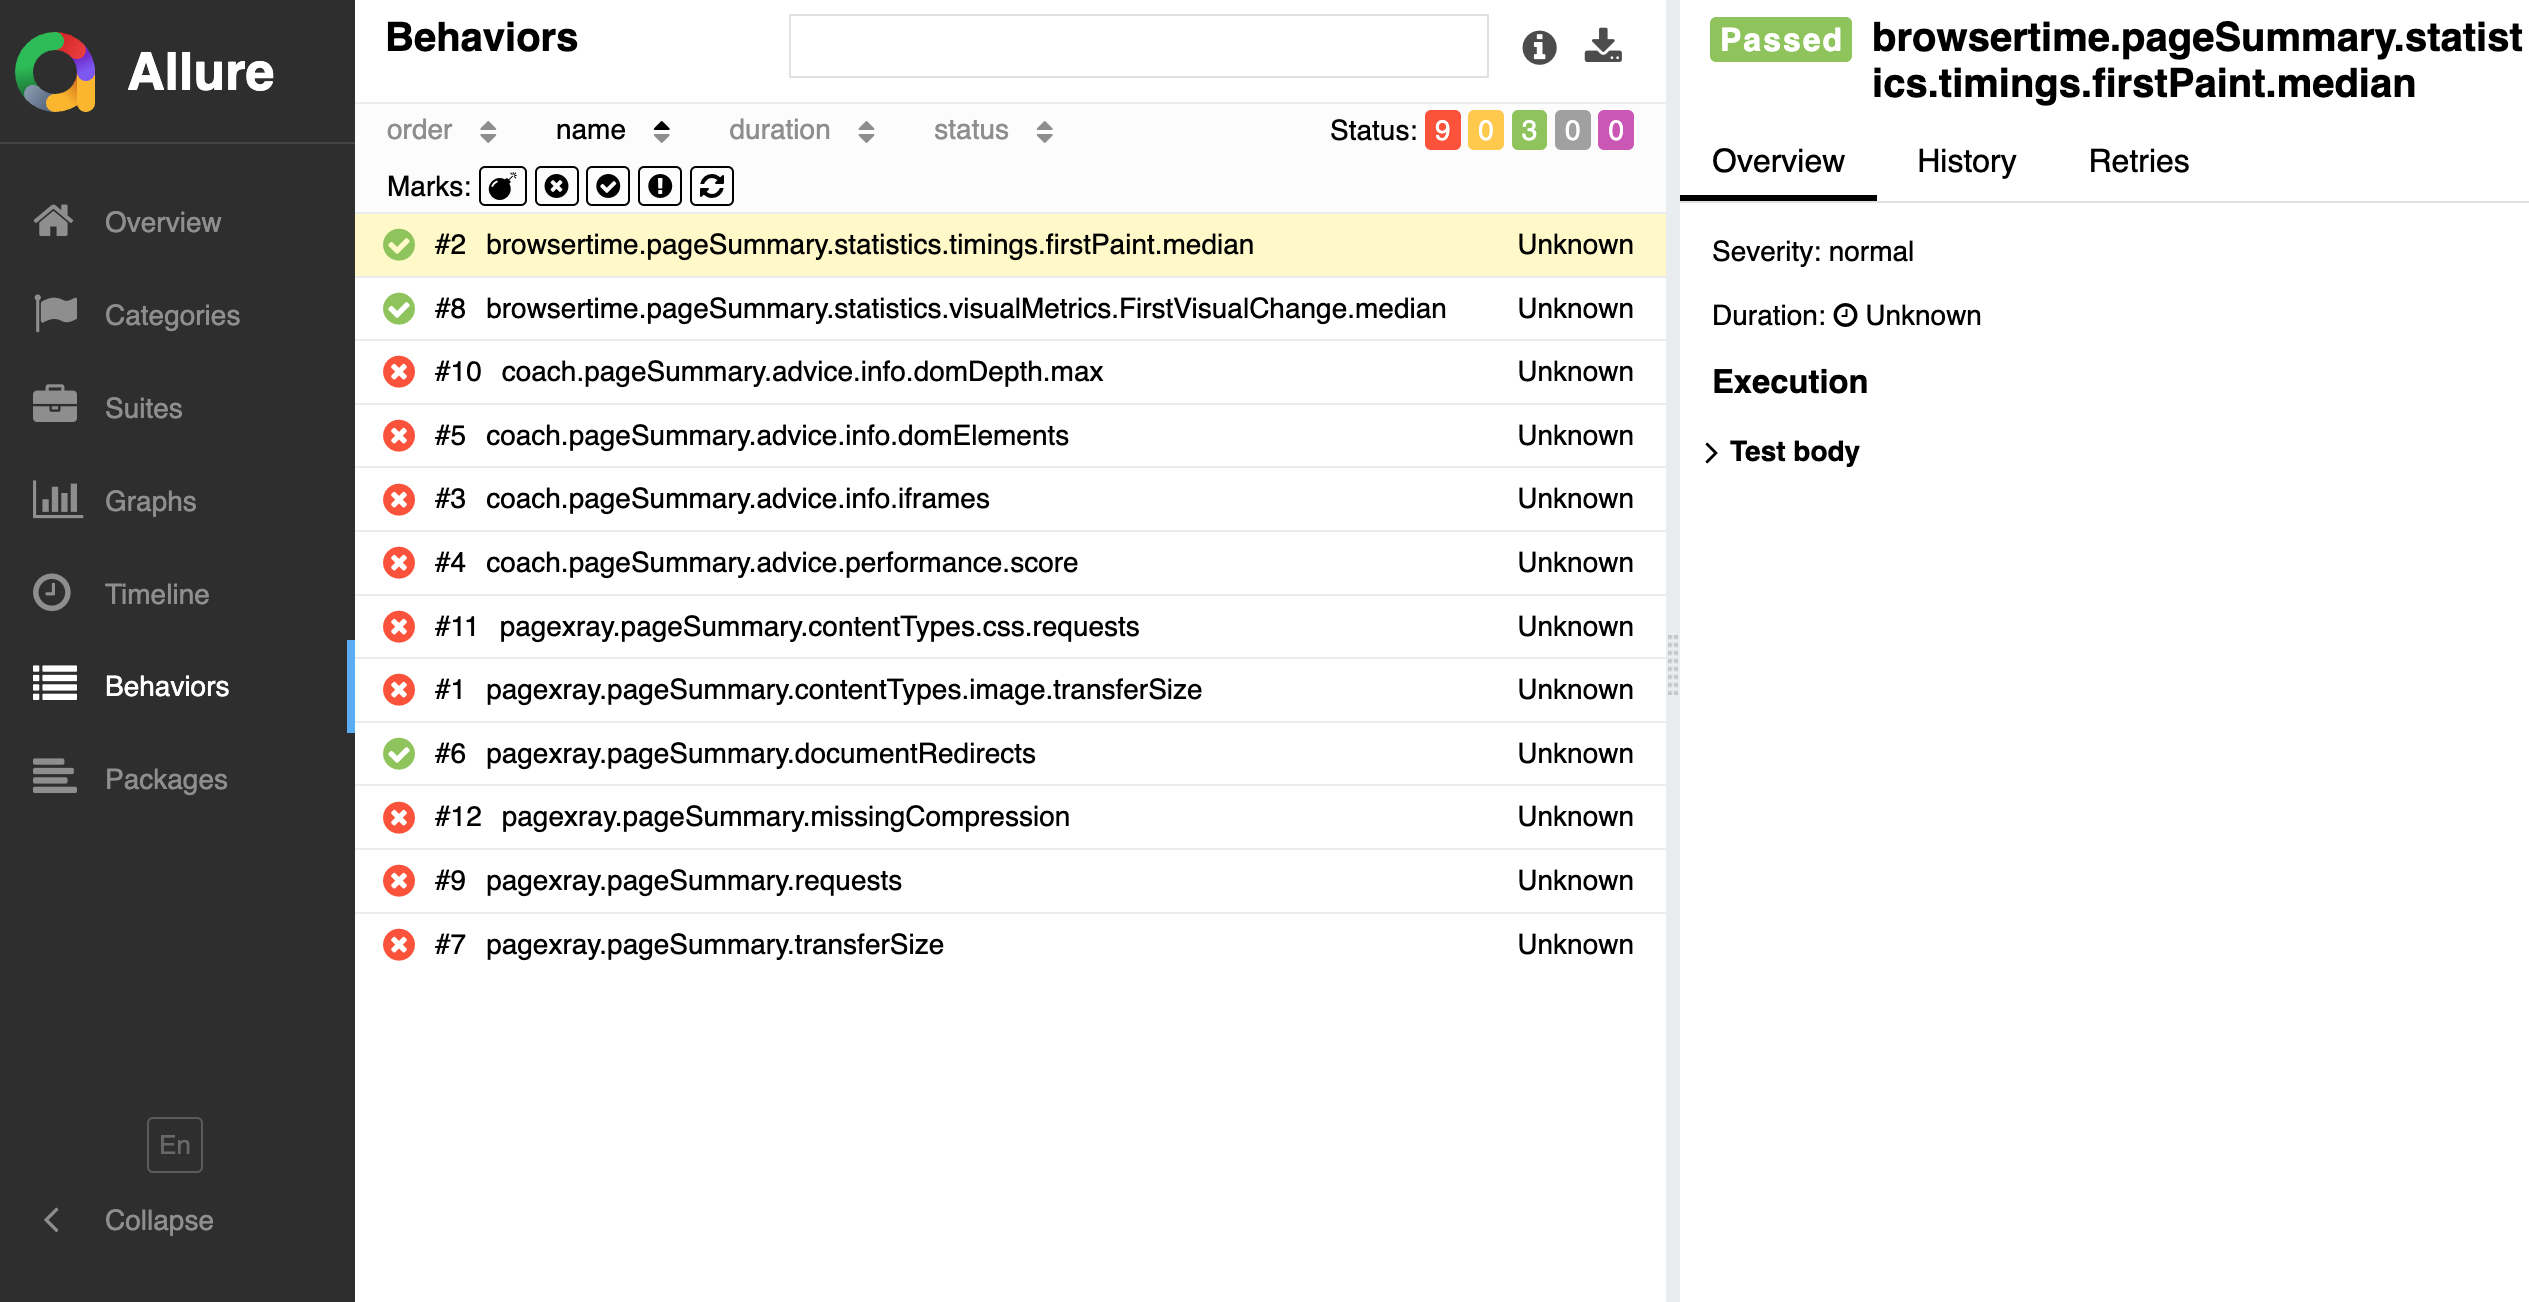 Allure
Overview
Categories
Suites
Graphs
Timeline
Behaviors
Packages
En
Collapse
Behaviors
order name duration status Status: 9 0 3 0 0
Marks:
#2 browsertime.pageSummary.statistics.timings.firstPaint.median Unknown
#8 browsertime.pageSummary.statistics.visualMetrics.FirstVisualChange.median Unknown
#10 coach.pageSummary.advice.info.domDepth.max Unknown
#5 coach.pageSummary.advice.info.domElements Unknown
#3 coach.pageSummary.advice.info.iframes Unknown
#4 coach.pageSummary.advice.performance.score Unknown
#11 pagexray.pageSummary.contentTypes.css.requests Unknown
#1 pagexray.pageSummary.contentTypes.image.transferSize Unknown
#6 pagexray.pageSummary.documentRedirects Unknown
#12 pagexray.pageSummary.missingCompression Unknown
#9 pagexray.pageSummary.requests Unknown
#7 pagexray.pageSummary.transferSize Unknown
Passed browsertime.pageSummary.statist
ics.timings.firstPaint.median
Overview History Retries
Severity: normal
Duration: Unknown
Execution
Test body